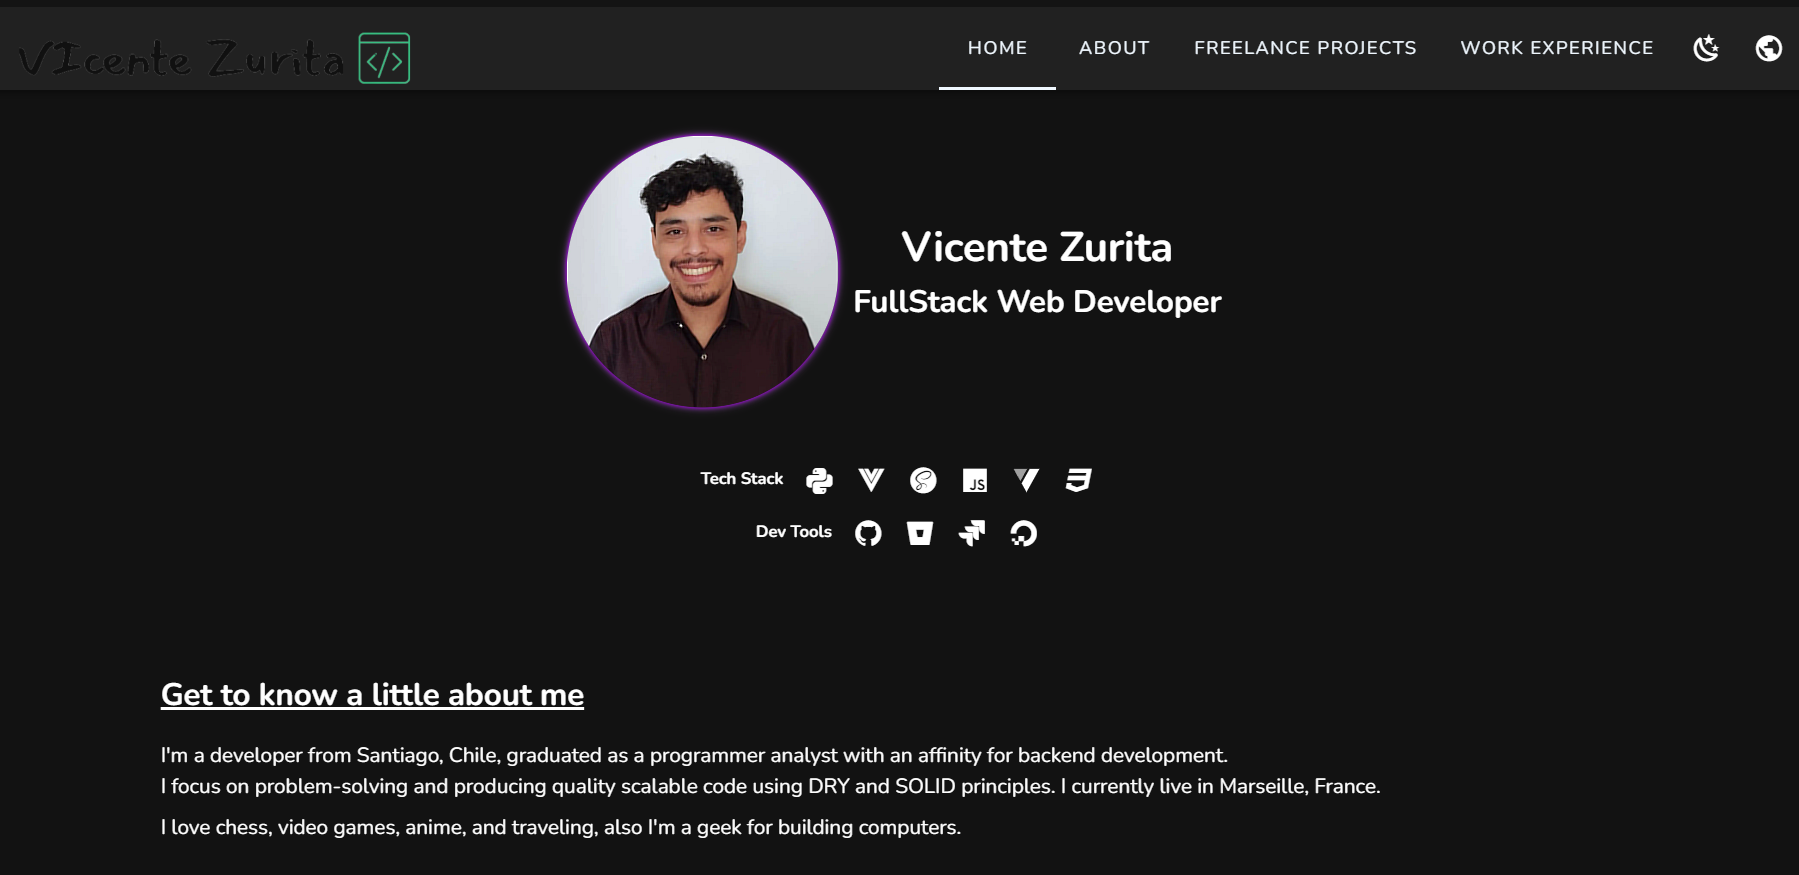 VIcente Zurita </>
HOME
ABOUT
FREELANCE PROJECTS
WORK EXPERIENCE
Vicente Zurita
FullStack Web Developer
Tech Stack
JS
Dev Tools
Get to know a little about me
I'm a developer from Santiago, Chile, graduated as a programmer analyst with an affinity for backend development.
I focus on problem-solving and producing quality scalable code using DRY and SOLID principles. I currently live in Marseille, France.
I love chess, video games, anime, and traveling, also I'm a geek for building computers.